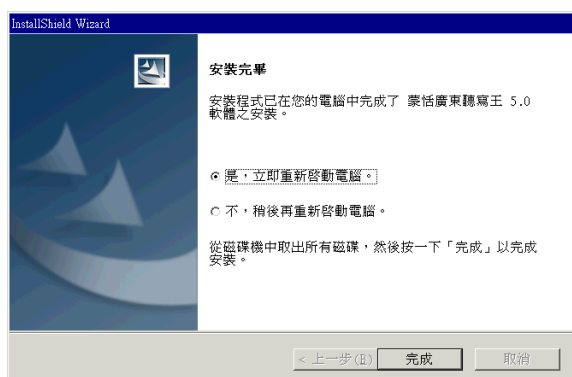 InstallShield Wizard
安裝完畢
安裝程式已在您的電腦中完成了 蒙恬廣東聽寫王 5.0
軟體之安裝。
是，立即重新啓動電腦。
不，稍後再重新啓動電腦。
從磁碟機中取出所有磁碟，然後按一下「完成」以完成
安裝。
< 上一步(B) 完成 取消